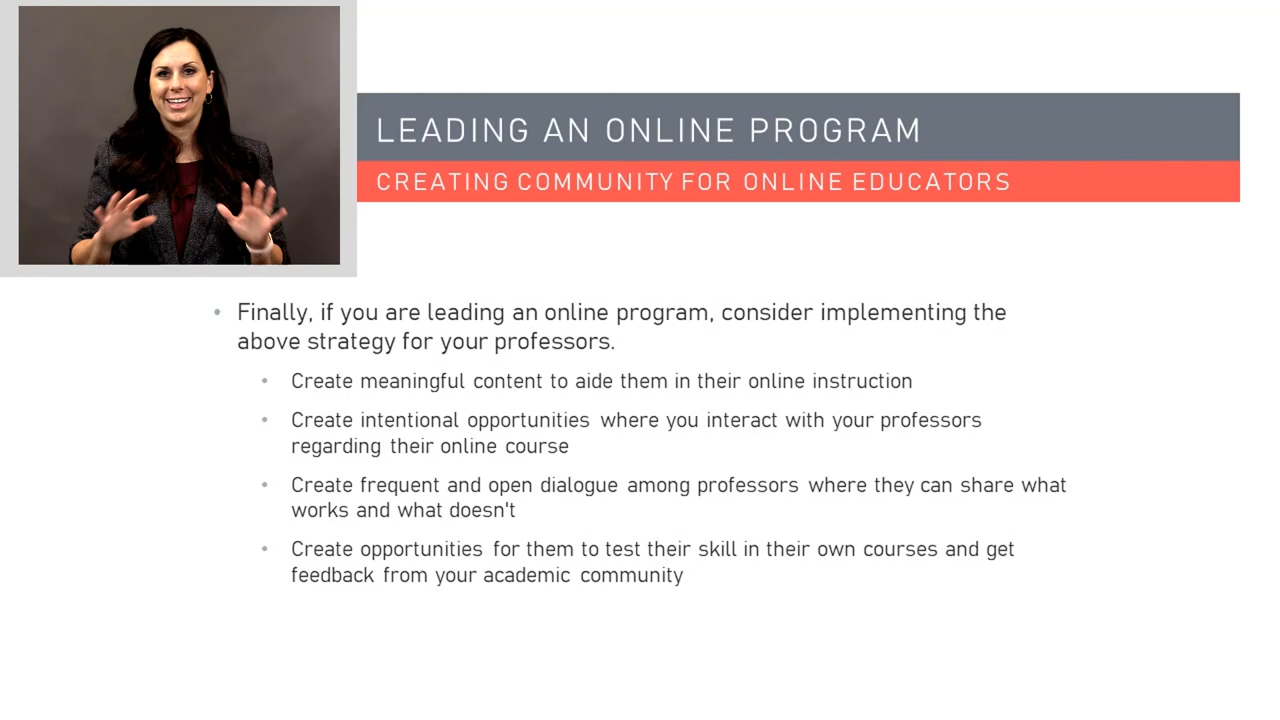 LEADING AN ONLINE PROGRAM
CREATING COMMUNITY FOR ONLINE EDUCATORS
• Finally, if you are leading an online program, consider implementing the
above strategy for your professors.
• Create meaningful content to aide them in their online instruction
• Create intentional opportunities where you interact with your professors
regarding their online course
• Create frequent and open dialogue among professors where they can share what
works and what doesn't
• Create opportunities for them to test their skill in their own courses and get
feedback from your academic community